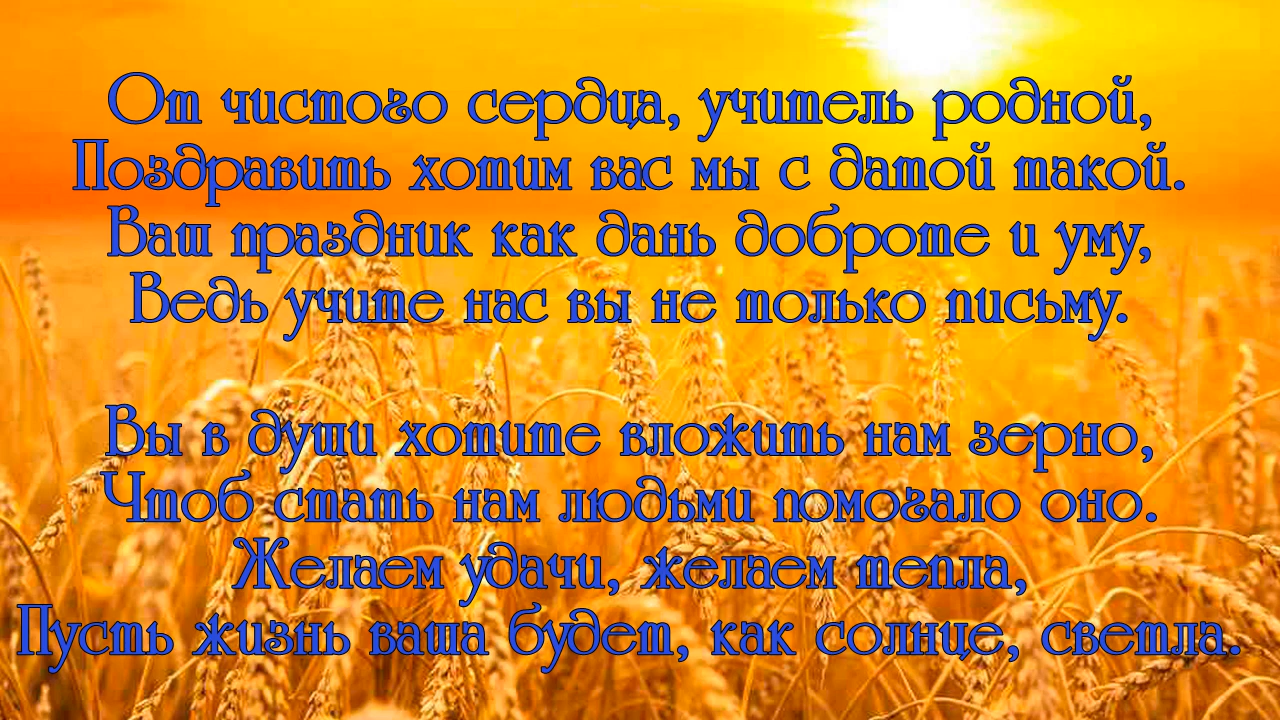 От чистого сердца, учитель родной,
Поздравить хотим вас мы с датой такой.
Ваш праздник как дань доброте и уму,
Ведь учите нас вы не только письму.
Вы в души хотите вложить нам зерно,
Чтоб стать нам людьми помогало оно.
Желаем удачи, желаем тепла,
Пусть жизнь ваша будет, как солнце, светла.